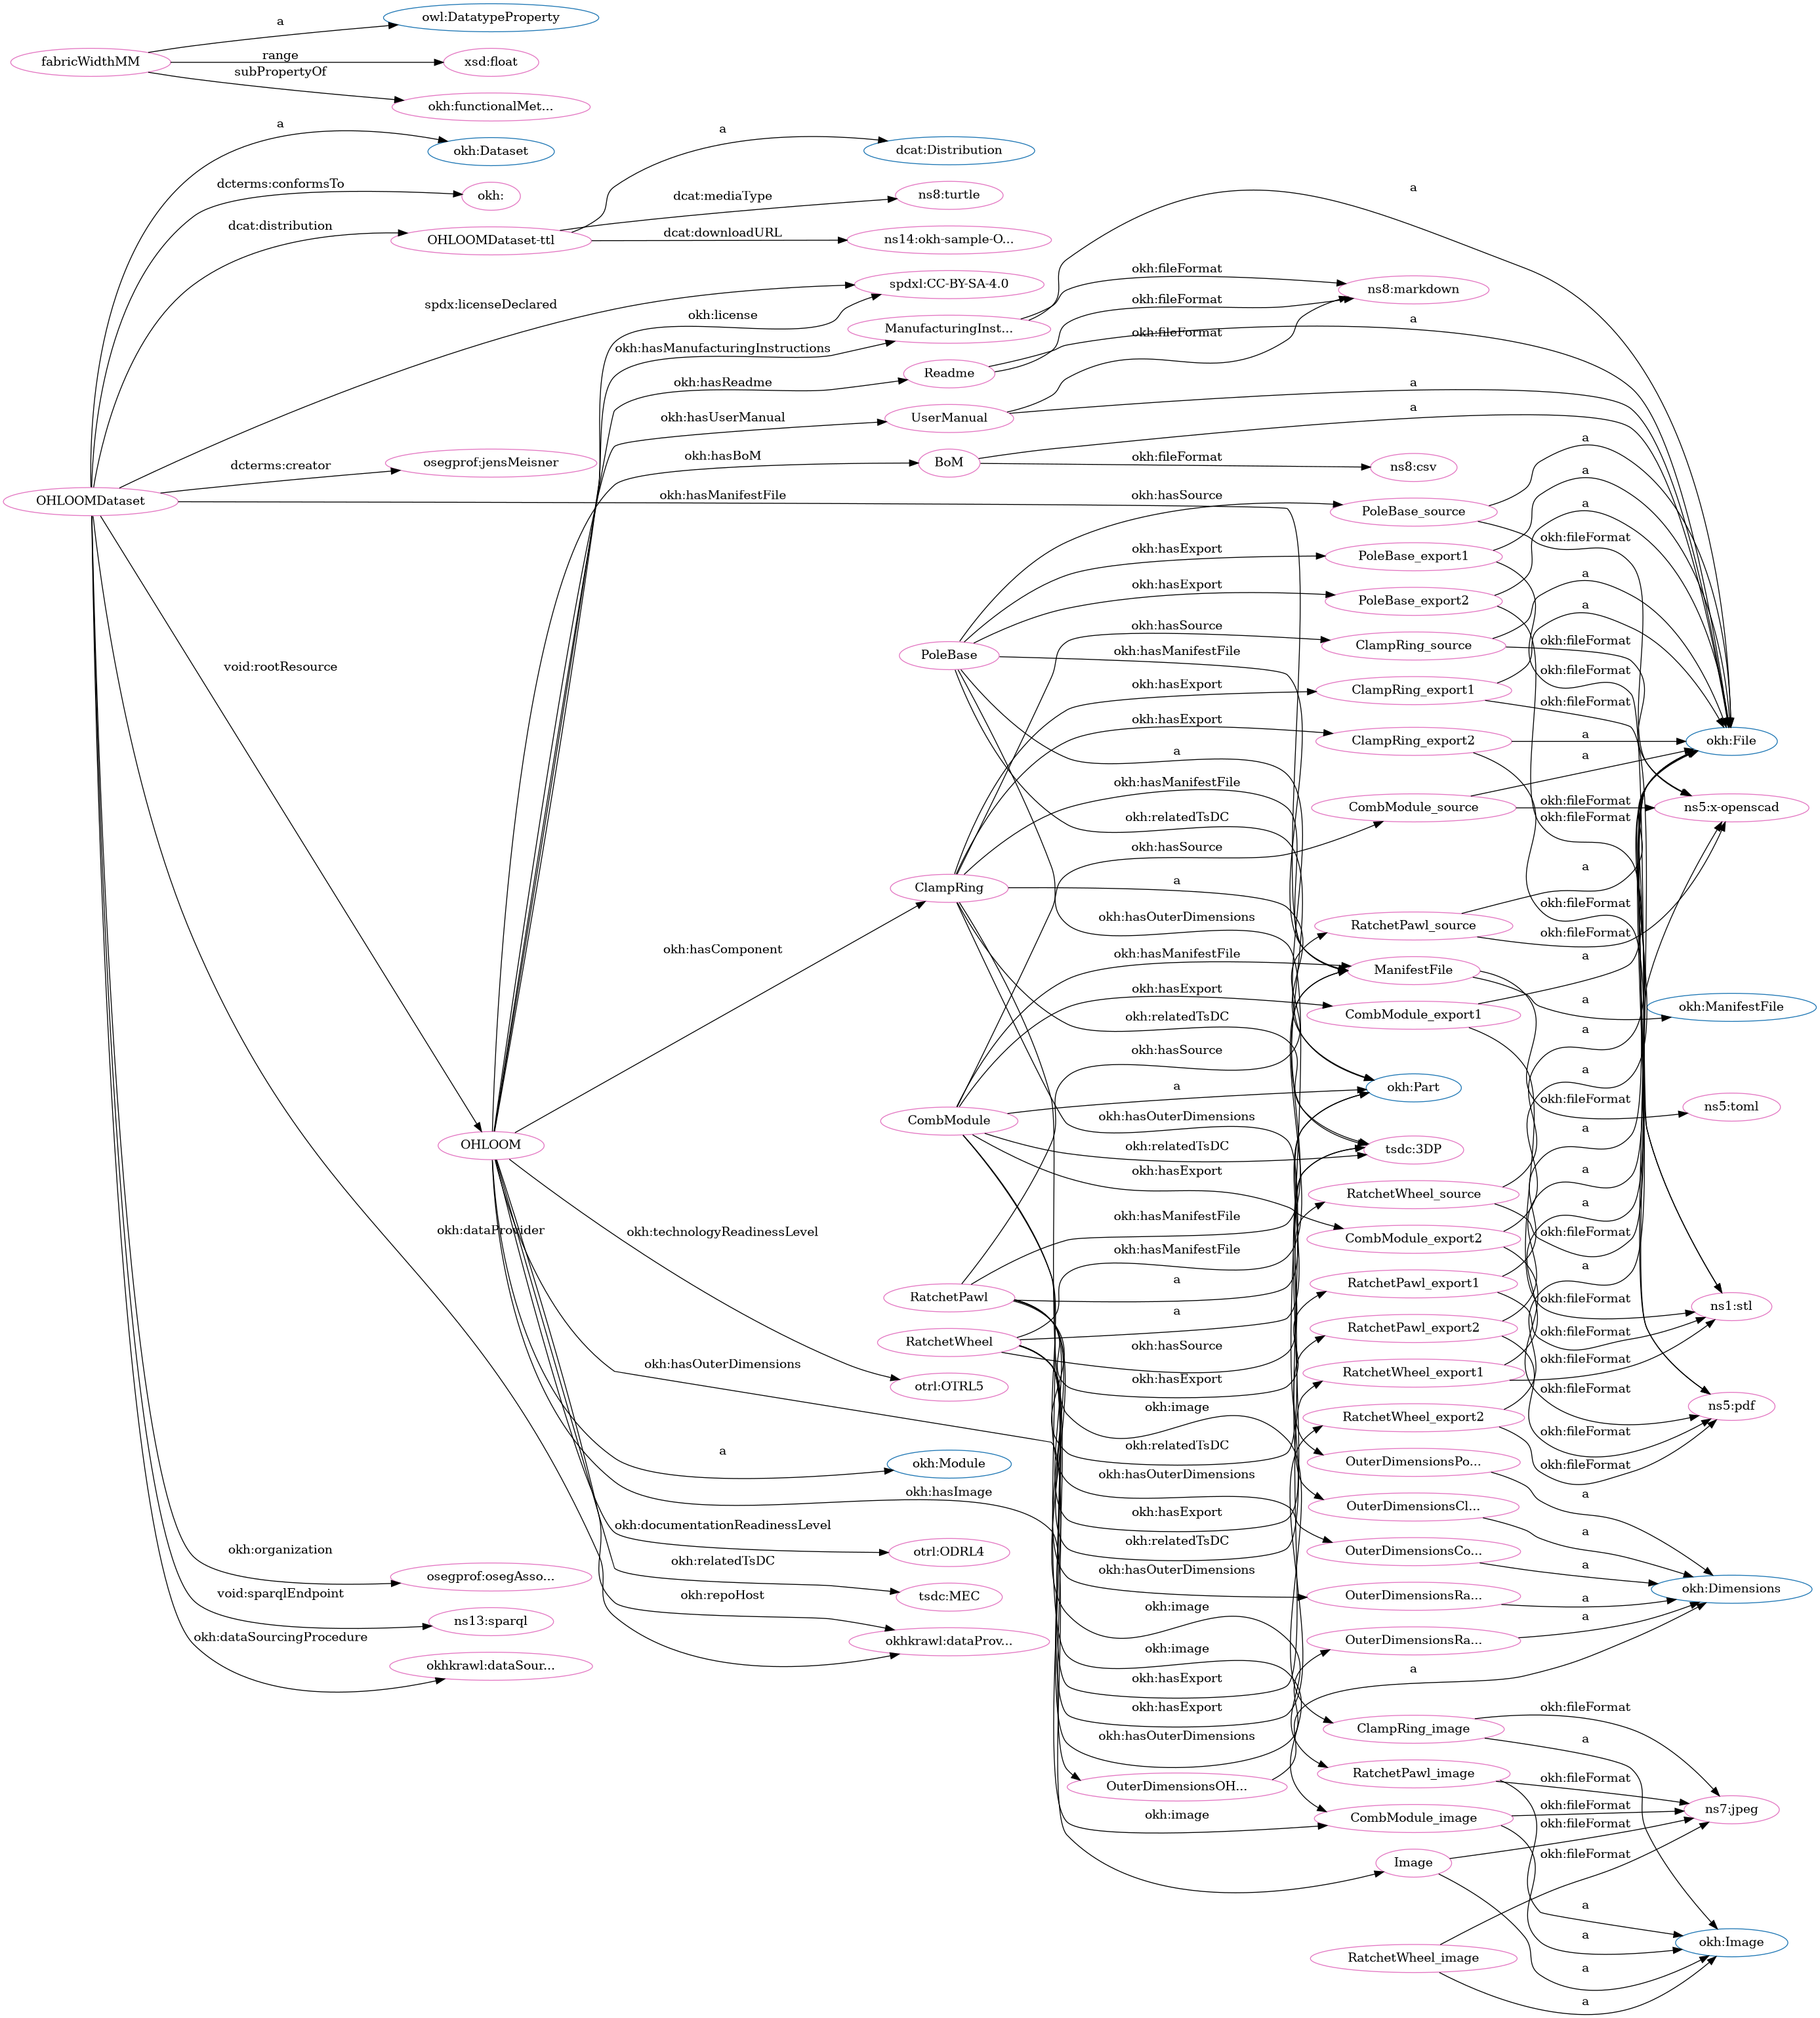 a
owl:DatatypeProperty
fabricWidthMM
range
xsd:float
subPropertyOf
okh:functionalMet...
a
okh:Dataset
a
dcat:Distribution
dcterms:conformsTo
okh:
dcat:mediaType
ns8:turtle
a
dcat:distribution
OHLOOMDataset-ttl
dcat:downloadURL
ns14:okh-sample-O...
okh:fileFormat
ns8:markdown
spdx:licenseDeclared
spdxl:CC-BY-SA-4.0
okh:fileFormat
okh:license
ManufacturingInst...
okh:fileFormat
a
okh:hasManufacturingInstructions
okh:hasReadme
Readme
a
okh:hasUserManual
UserManual
a
okh:hasBoM
BoM
okh:fileFormat
ns8:csv
a
dcterms:creator
osegprof:jensMeisner
OHLOOMDataset
okh:hasManifestFile
okh:hasSource
PoleBase_source
a
okh:fileFormat
okh:hasExport
PoleBase_export1
a
okh:hasExport
PoleBase_export2
a
okh:hasSource
ClampRing_source
okh:fileFormat
PoleBase
okh:hasManifestFile
void:rootResource
okh:fileFormat
okh:hasExport
ClampRing_export1
okh:fileFormat
okh:hasExport
ClampRing_export2
a
okh:File
a
a
okh:hasManifestFile
CombModule_source
okh:fileFormat
ns5:x-openscad
okh:relatedTsDC
okh:fileFormat
okh:hasSource
a
ClampRing
a
okh:fileFormat
okh:hasOuterDimensions
RatchetPawl_source
okh:fileFormat
okh:hasComponent
okh:hasManifestFile
a
ManifestFile
okh:hasExport
a
okh:ManifestFile
okh:relatedTsDC
CombModule_export1
a
okh:hasSource
a
okh:Part
okh:fileFormat
ns5:toml
okh:hasOuterDimensions
CombModule
a
OHLOOM
okh:relatedTsDC
tsdc:3DP
okh:hasExport
a
RatchetWheel_source
a
okh:hasManifestFile
okh:dataProvider
okh:technologyReadinessLevel
okh:fileFormat
CombModule_export2
okh:hasManifestFile
a
a
RatchetPawl_export1
RatchetPawl
okh:fileFormat
ns1:stl
a
RatchetPawl_export2
okh:fileFormat
RatchetWheel
okh:hasSource
okh:fileFormat
okh:hasOuterDimensions
RatchetWheel_export1
okh:hasExport
otrl:OTRL5
okh:fileFormat
okh:image
ns5:pdf
RatchetWheel_export2
okh:fileFormat
okh:relatedTsDC
a
okh:Module
OuterDimensionsPo...
okh:fileFormat
okh:hasOuterDimensions
okh:hasImage
a
OuterDimensionsCl...
okh:hasExport
okh:documentationReadinessLevel
a
okh:relatedTsDC
okh:organization
otrl:ODRL4
OuterDimensionsCo...
a
okh:relatedTsDC
okh:hasOuterDimensions
osegprof:osegAsso...
okh:Dimensions
void:sparqlEndpoint
okh:repoHost
tsdc:MEC
OuterDimensionsRa...
a
okh:image
a
ns13:sparql
okh:dataSourcingProcedure
okhkrawl:dataProv...
OuterDimensionsRa...
okh:image
okhkrawl:dataSour...
a
okh:hasExport
okh:hasExport
okh:fileFormat
ClampRing_image
okh:hasOuterDimensions
a
RatchetPawl_image
okh:fileFormat
OuterDimensionsOH...
okh:fileFormat
ns7:jpeg
okh:image
CombModule_image
okh:fileFormat
okh:fileFormat
Image
a
a
okh:Image
RatchetWheel_image
a
a